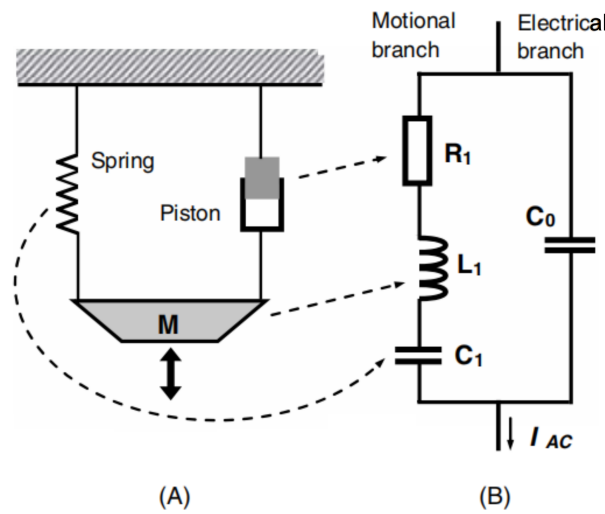 Motional
branch
Electrical
branch
Spring
Piston
M
R1
L1
C1
C0
I AC
(A)
(B)